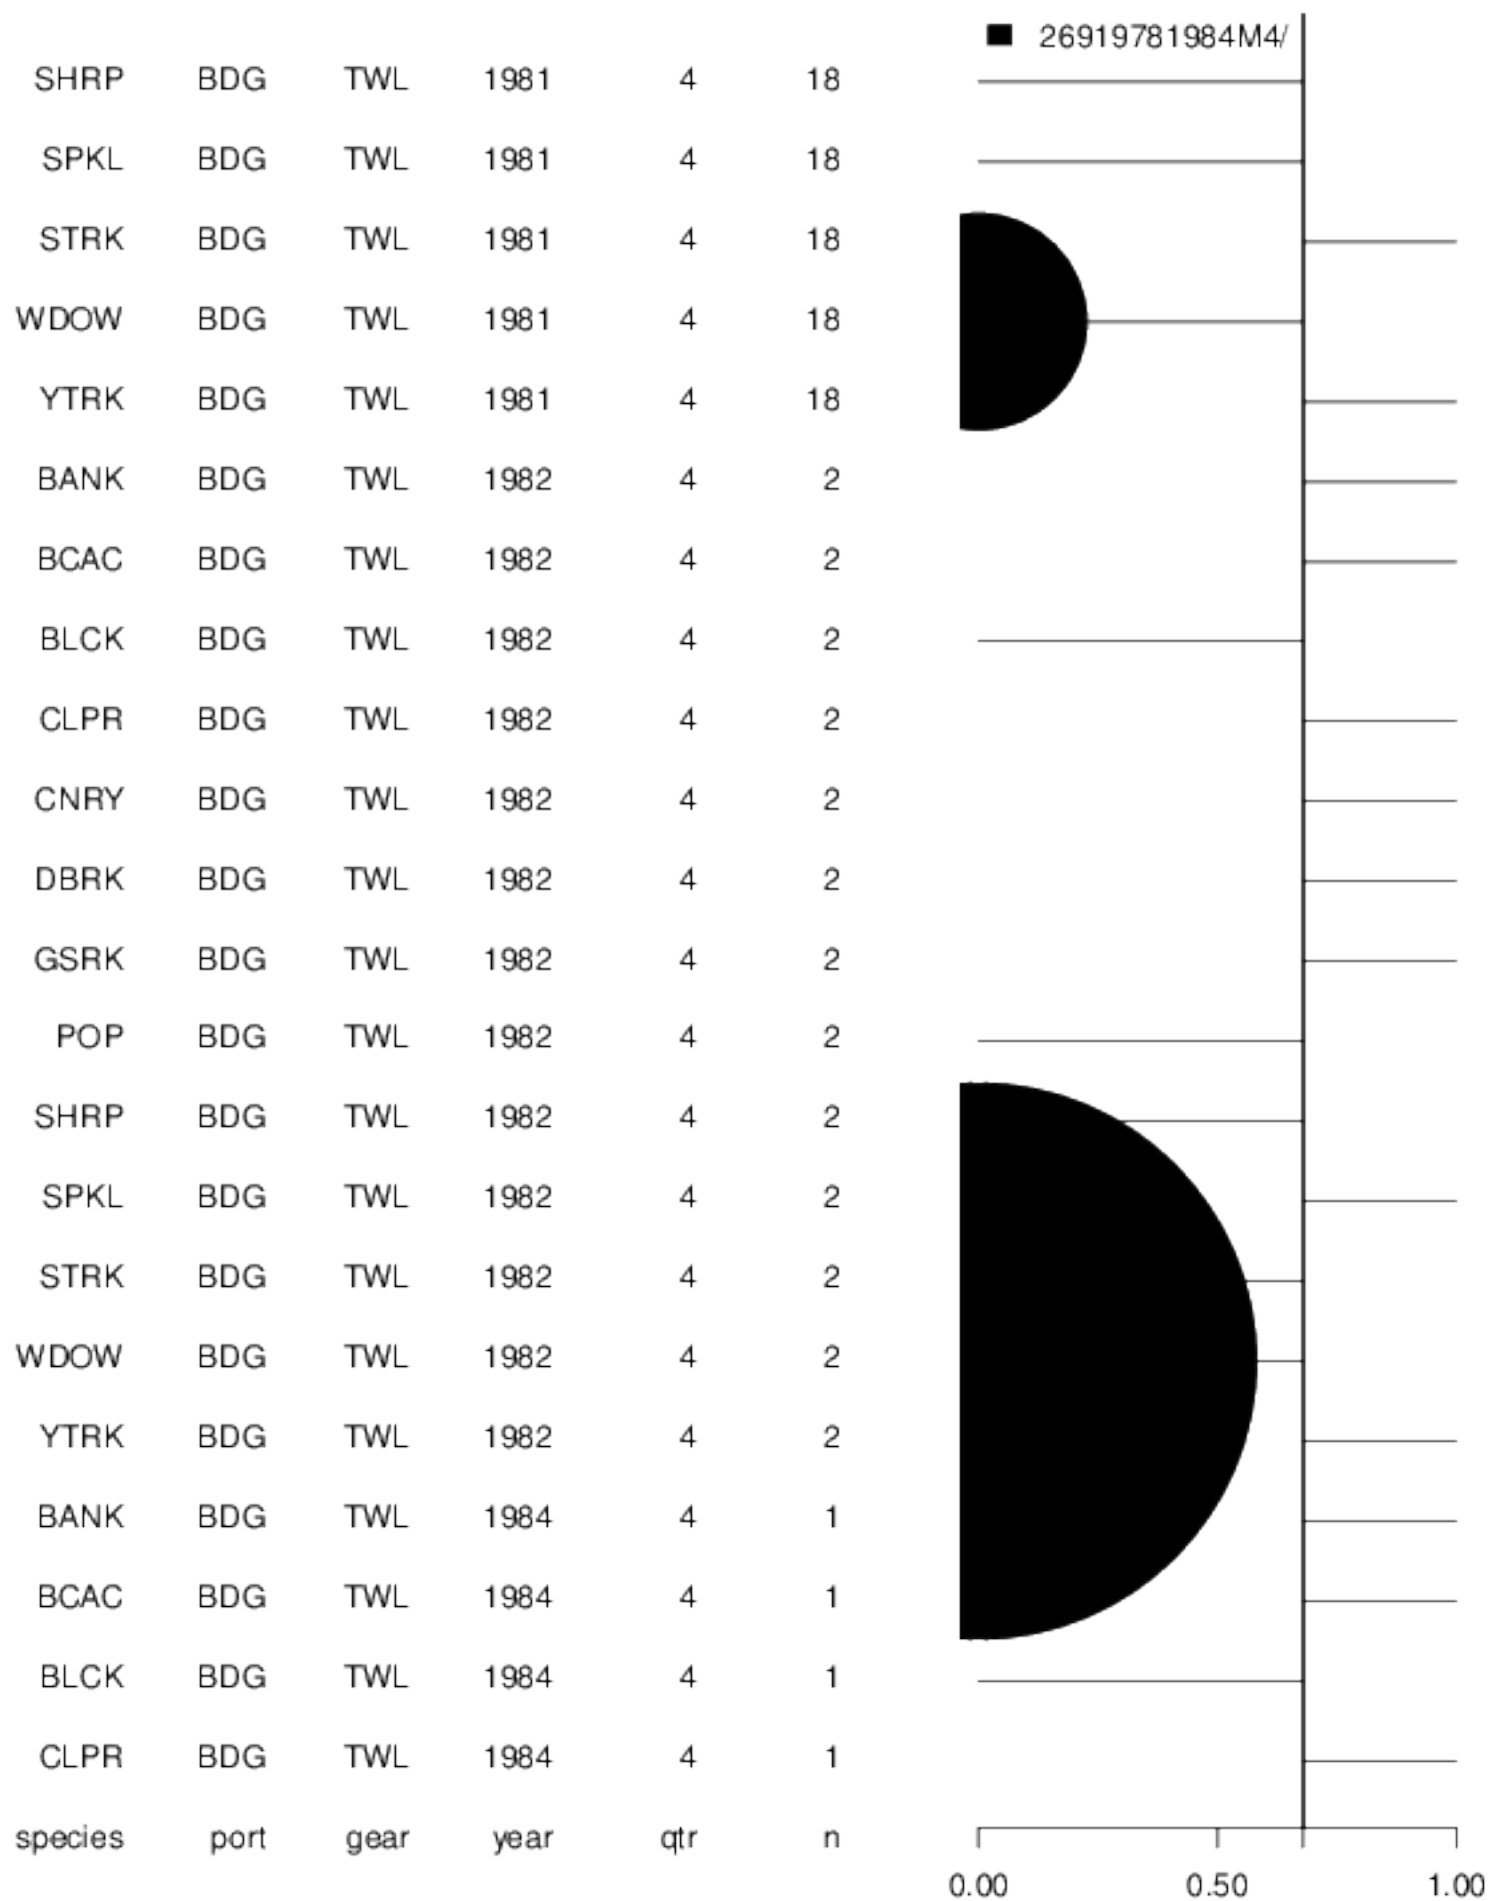 26919781984M4/
SHRP BDG TWL 1981 4 18
SPKL BDG TWL 1981 4 18
STRK BDG TWL 1981 4 18
WDOW BDG TWL 1981 4 18
YTRK BDG TWL 1981 4 18
BANK BDG TWL 1982 4 2
BCAC BDG TWL 1982 4 2
BLCK BDG TWL 1982 4 2
CLPR BDG TWL 1982 4 2
CNRY BDG TWL 1982 4 2
DBRK BDG TWL 1982 4 2
GSRK BDG TWL 1982 4 2
POP BDG TWL 1982 4 2
SHRP BDG TWL 1982 4 2
SPKL BDG TWL 1982 4 2
STRK BDG TWL 1982 4 2
WDOW BDG TWL 1982 4 2
YTRK BDG TWL 1982 4 2
BANK BDG TWL 1984 4 1
BCAC BDG TWL 1984 4 1
BLCK BDG TWL 1984 4 1
CLPR BDG TWL 1984 4 1
species port gear year qtr n
0.00 0.50 1.00